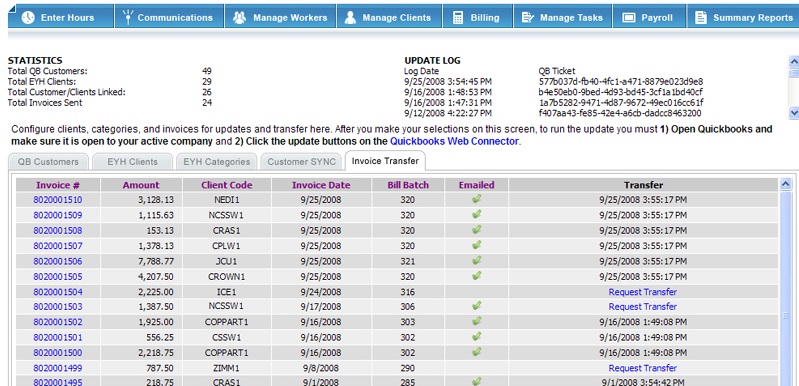 Enter Hours Communications Manage Workers Manage Clients Billing Manage Tasks Payroll Summary Reports
STATISTICS
Total QB Customers: 49
Total EYH Clients: 29
Total Customer/Clients Linked: 26
Total Invoices Sent 24
UPDATE LOG
Log Date QB Ticket
9/25/2008 3:54:45 PM 577b037d-fb40-4fc1-a471-8879e023d9e8
9/16/2008 1:48:53 PM b4e50eb0-9bed-4d93-bd45-3cf1a1bd40cf
9/16/2008 1:47:31 PM 1a7b5282-9471-4d87-9672-49ec016cc61f
9/12/2008 4:22:27 PM f407aa43-fe85-42e4-a6cb-dadcc8463200
Configure clients, categories, and invoices for updates and transfer here. After you make your selections on this screen, to run the update you must 1) Open Quickbooks and
make sure it is open to your active company and 2) Click the update buttons on the Quickbooks Web Connector.
QB Customers EYH Clients EYH Categories Customer SYNC Invoice Transfer
Invoice # Amount Client Code Invoice Date Bill Batch Emailed Transfer
8020001510 3,128.13 NEDI1 9/25/2008 320 9/25/2008 3:55:17 PM
8020001509 1,115.63 NCSSW1 9/25/2008 320 9/25/2008 3:55:17 PM
8020001508 153.13 CRAS1 9/25/2008 320 9/25/2008 3:55:17 PM
8020001507 1,378.13 CPLW1 9/25/2008 320 9/25/2008 3:55:17 PM
8020001506 7,788.77 JCU1 9/25/2008 321 9/25/2008 3:55:17 PM
8020001505 4,207.50 CROWN1 9/25/2008 320 9/25/2008 3:55:17 PM
8020001504 2,225.00 ICE1 9/24/2008 316 Request Transfer
8020001503 1,387.50 NCSSW1 9/17/2008 306 Request Transfer
8020001502 1,925.00 COPPART1 9/16/2008 303 9/16/2008 1:49:08 PM
8020001501 556.25 CSSW1 9/16/2008 302 9/16/2008 1:49:08 PM
8020001500 2,218.75 COPPART1 9/16/2008 302 9/16/2008 1:49:08 PM
8020001499 787.50 ZIMM1 9/8/2008 290 Request Transfer
8020001495 218.75 CRAS1 9/1/2008 285 9/1/2008 3:54:42 PM